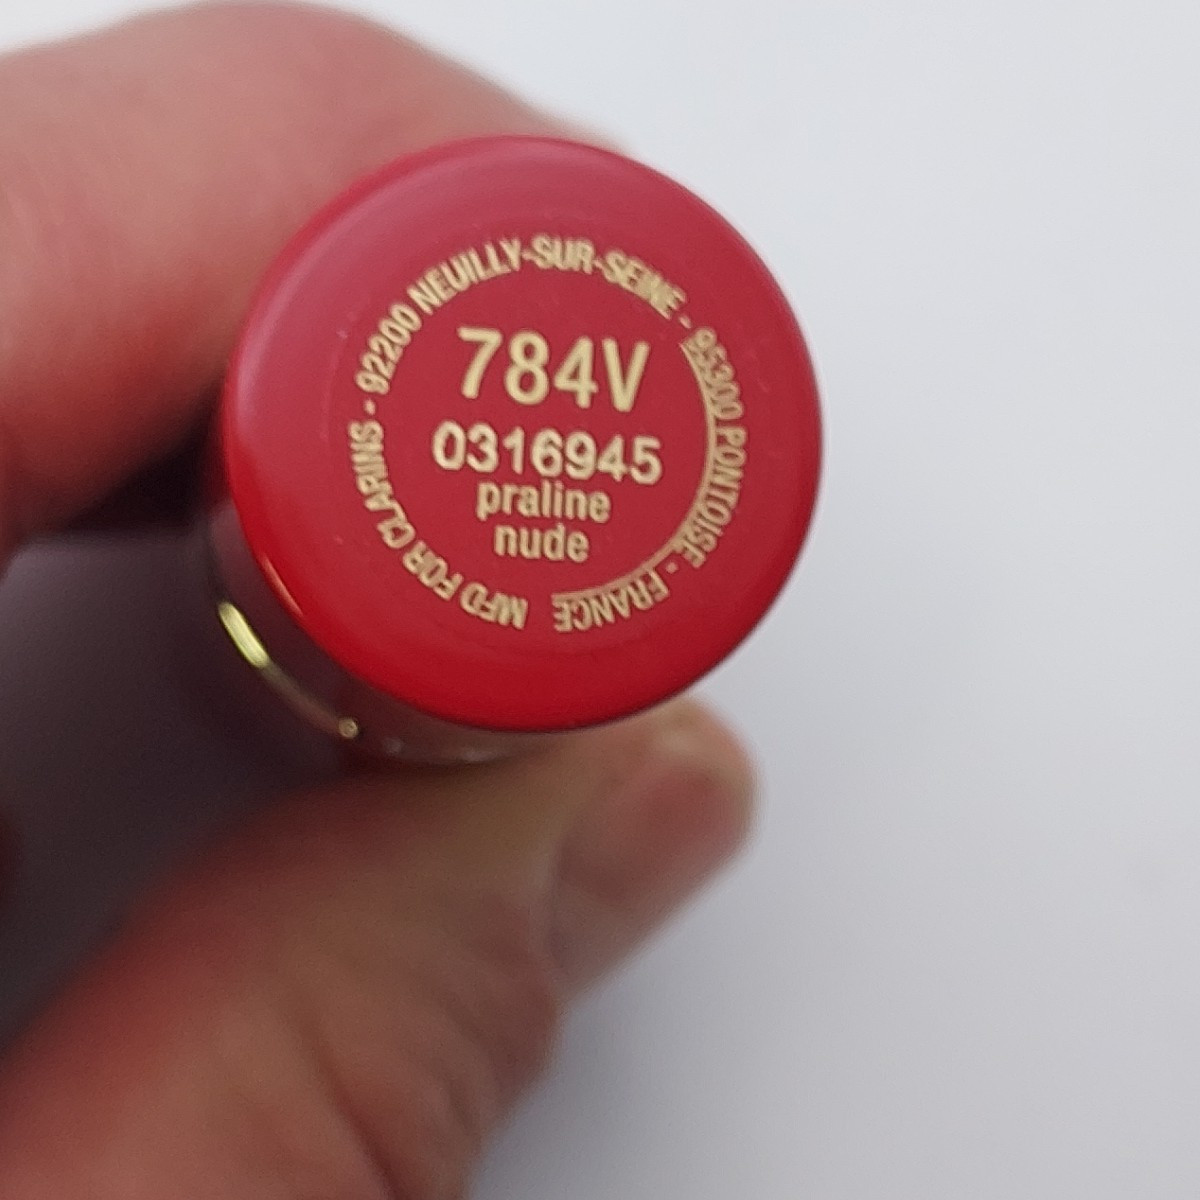 784V
0316945
praline
nude
MFD FOR CLARINS - 92200 NEUILLY-SUR-SEINE - 95300 PONTOISE - FRANCE